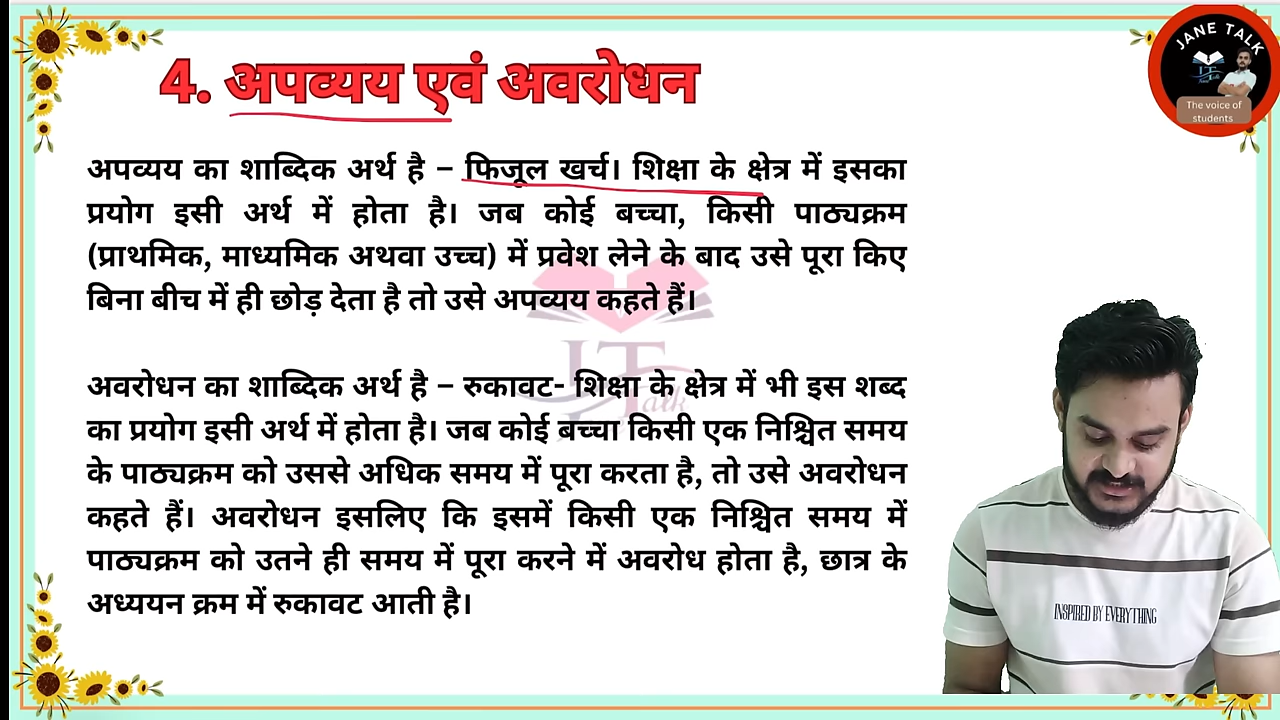 4. अपव्यय एवं अवरोधन
JANE TALK
The voice of
students
अपव्यय का शाब्दिक अर्थ है – फिजूल खर्च। शिक्षा के क्षेत्र में इसका
प्रयोग इसी अर्थ में होता है। जब कोई बच्चा, किसी पाठ्यक्रम
(प्राथमिक, माध्यमिक अथवा उच्च) में प्रवेश लेने के बाद उसे पूरा किए
बिना बीच में ही छोड़ देता है तो उसे अपव्यय कहते हैं।
अवरोधन का शाब्दिक अर्थ है – रुकावट- शिक्षा के क्षेत्र में भी इस शब्द
का प्रयोग इसी अर्थ में होता है। जब कोई बच्चा किसी एक निश्चित समय
के पाठ्यक्रम को उससे अधिक समय में पूरा करता है, तो उसे अवरोधन
कहते हैं। अवरोधन इसलिए कि इसमें किसी एक निश्चित समय में
पाठ्यक्रम को उतने ही समय में पूरा करने में अवरोध होता है, छात्र के
अध्ययन क्रम में रुकावट आती है।
INSPIRED BY EVERYTHING